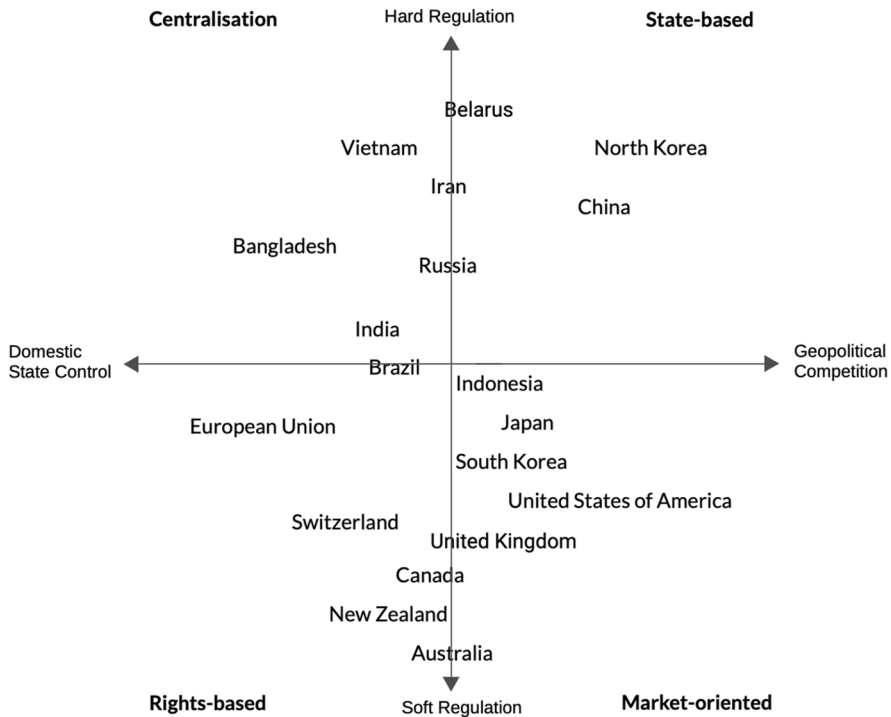 Centralisation
Hard Regulation
State-based
Belarus
Vietnam
North Korea
Iran
China
Bangladesh
Russia
India
Domestic
State Control
Geopolitical
Competition
Brazil
Indonesia
European Union
Japan
South Korea
United States of America
Switzerland
United Kingdom
Canada
New Zealand
Australia
Rights-based
Soft Regulation
Market-oriented